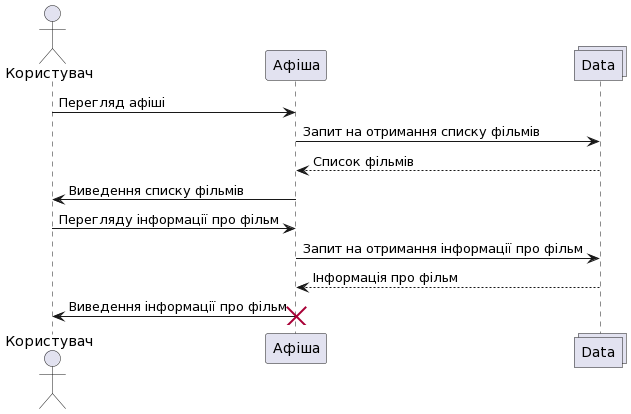 Користувач
Афіша
Data
Перегляд афіші
Запит на отримання списку фільмів
Список фільмів
Виведення списку фільмів
Перегляду інформації про фільм
Запит на отримання інформації про фільм
Інформація про фільм
Виведення інформації про фільм
Користувач
Афіша
Data